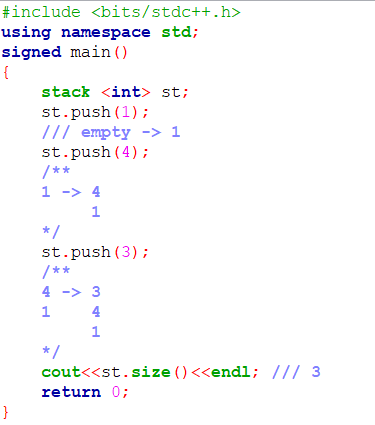 #include <bits/stdc++.h>
using namespace std;
signed main()
{
    stack <int> st;
    st.push(1);
    /// empty -> 1
    st.push(4);
    /**
    1 -> 4
         1
    */
    st.push(3);
    /**
    4 -> 3
    1    4
         1
    */
    cout<<st.size()<<endl; /// 3
    return 0;
}